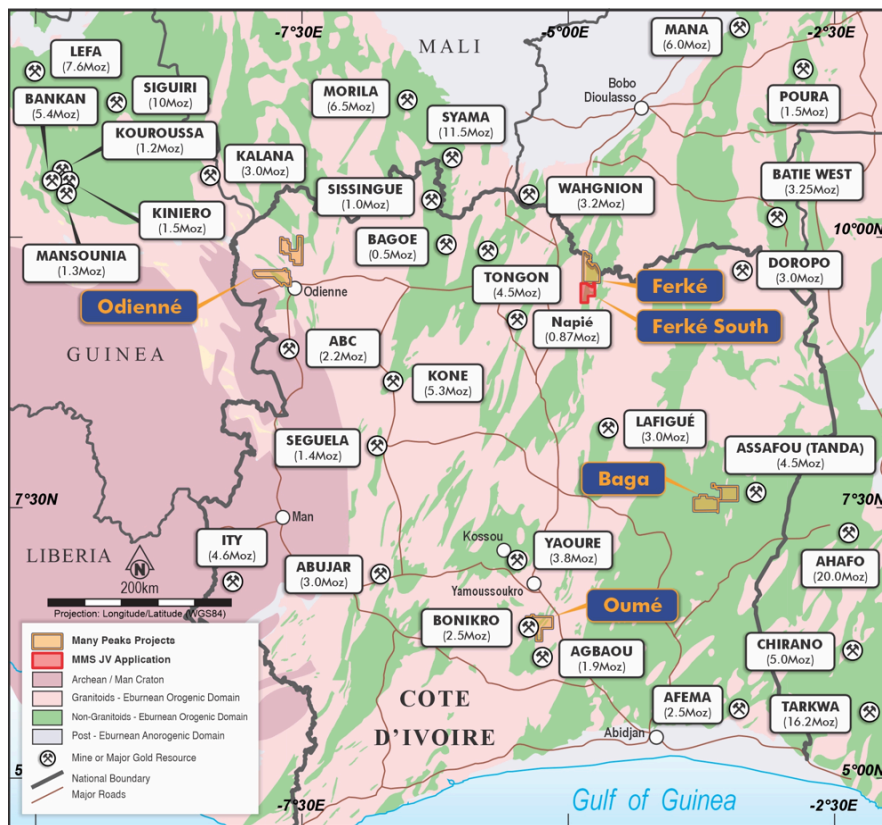 -7°30E
-5°00E
-2°30E
MALI
MANA
(6.0Moz)
LEFA
(7.6Moz)
SIGUIRI
(10Moz)
MORILA
(6.5Moz)
Bobo
Dioulasso
POURA
(1.5Moz)
BANKAN
(5.4Moz)
KOUROUSSA
(1.2Moz)
SYAMA
(11.5Moz)
KALANA
(3.0Moz)
SISSINGUE
(1.0Moz)
WAHGNION
(3.2Moz)
BATIE WEST
(3.25Moz)
KINIERO
(1.5Moz)
MANSOUNIA
(1.3Moz)
BAGOE
(0.5Moz)
10°00N
TONGON
(4.5Moz)
DOROPO
(3.0Moz)
Odienné
Odienne
Ferké
Ferké South
Napié
(0.87Moz)
GUINEA
ABC
(2.2Moz)
KONE
(5.3Moz)
LAFIGUÉ
(3.0Moz)
SEGUELA
(1.4Moz)
ASSAFOU (TANDA)
(4.5Moz)
Baga
7°30N
7°30N
Man
LIBERIA
ITY
(4.6Moz)
Kossou
YAOURE
(3.8Moz)
AHAFO
(20.0Moz)
ABUJAR
(3.0Moz)
Yamoussoukro
N
200km
Projection: Longitude/Latitude (WGS84)
Oumé
BONIKRO
(2.5Moz)
AGBAOU
(1.9Moz)
CHIRANO
(5.0Moz)
COTE
D'IVOIRE
AFEMA
(2.5Moz)
TARKWA
(16.2Moz)
Abidjan
Many Peaks Projects
MMS JV Application
Archean / Man Craton
Granitoids - Eburnean Orogenic Domain
Non-Granitoids - Eburnean Orogenic Domain
Post - Eburnean Anorogenic Domain
Mine or Major Gold Resource
National Boundary
Major Roads
5°00N
-7°30E
Gulf of Guinea
-2°30E